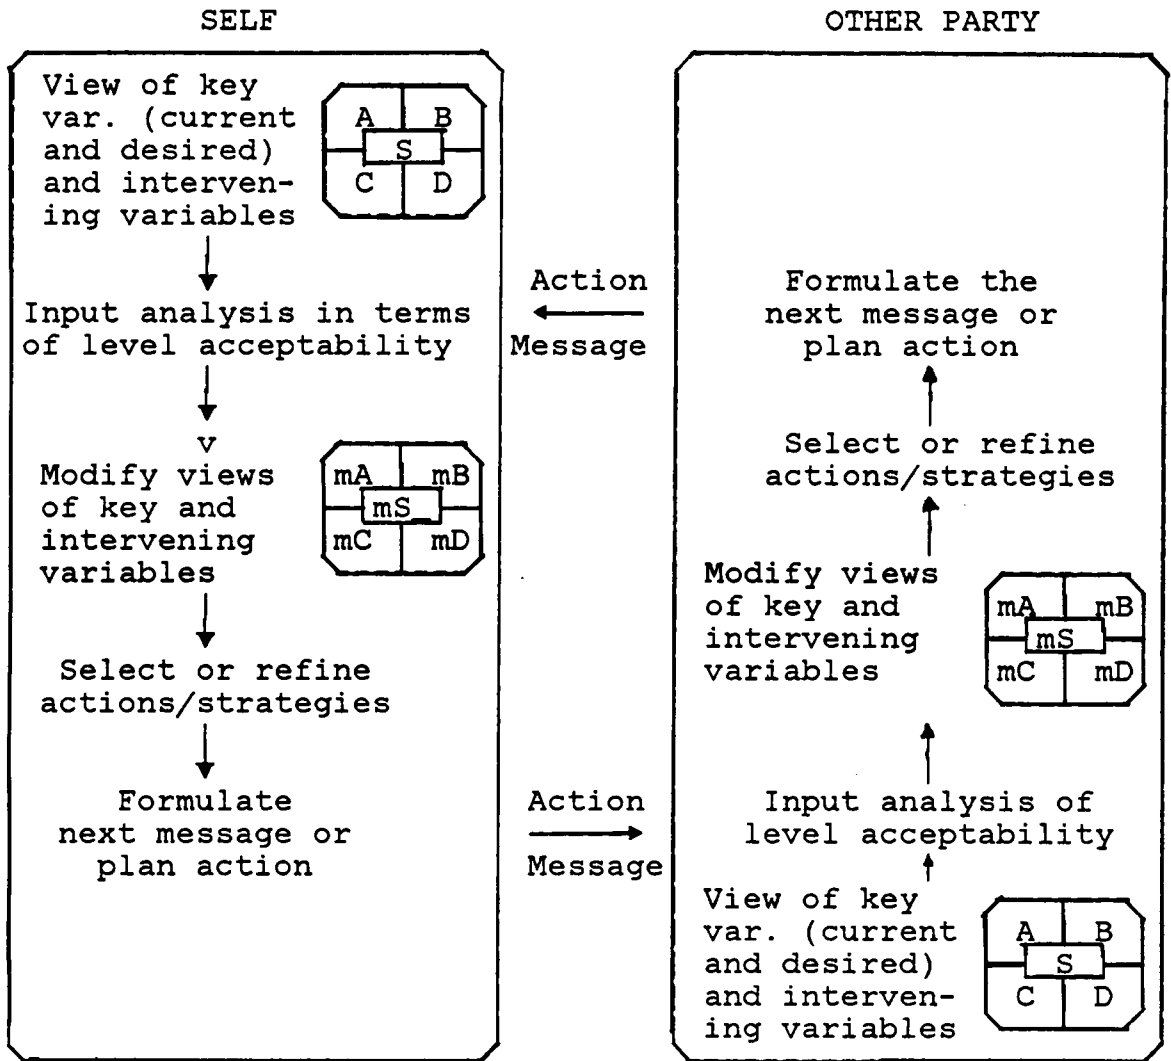 SELF
View of key
var. (current
and desired)
and interven-
ing variables
A B
S
C D
Input analysis in terms
of level acceptability
v
Modify views
of key and
intervening
variables
mA mB
mS_
mC mD
Select or refine
actions/strategies
Formulate
next message or
plan action
Action
Message
Action
Message
OTHER PARTY
Formulate the
next message or
plan action
Select or refine
actions/strategies
Modify views
of key and
intervening
variables
mA mB
mS
mC mD
Input analysis of
level acceptability
View of key
var. (current
and desired)
and interven-
ing variables
A B
S
C D